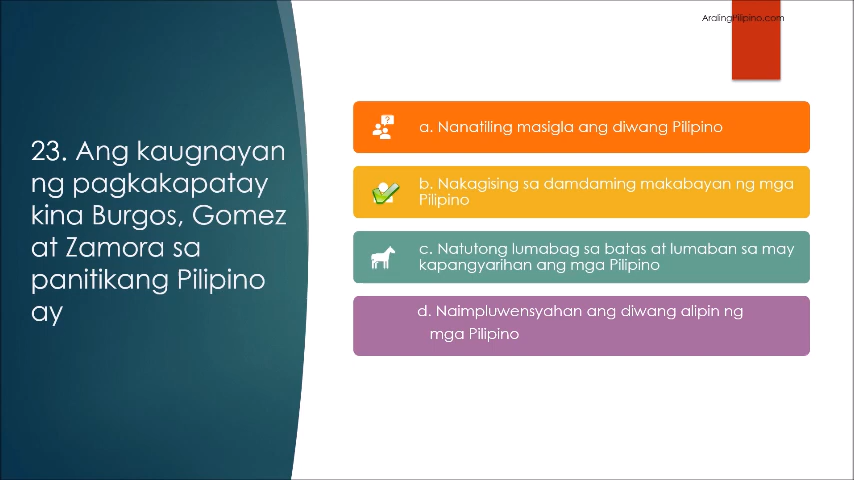 AralingPilipino.com
23. Ang kaugnayan
ng pagkakapatay
kina Burgos, Gomez
at Zamora sa
panitikang Pilipino
ay
a. Nanatiling masigla ang diwang Pilipino
b. Nakagising sa damdaming makabayan ng mga
Pilipino
c. Natutong lumabag sa batas at lumaban sa may
kapangyarihan ang mga Pilipino
d. Naimpluwensyahan ang diwang alipin ng
mga Pilipino